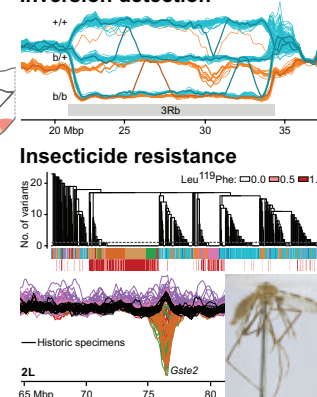 Inversion detection
+/+
b/+
b/b
3Rb
20 Mbp 25 30 35
Insecticide resistance
Leu119Phe: 0.0 0.5 1.
No. of variants
20
10
0
Historic specimens
Gste2
2L
65 Mbp 70 75 80